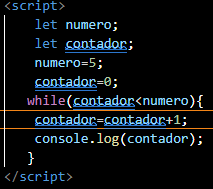 <script>
let numero;
let contador;
numero=5;
contador=0;
while(contador<numero){
contador=contador+1;
console.log(contador);
}
</script>